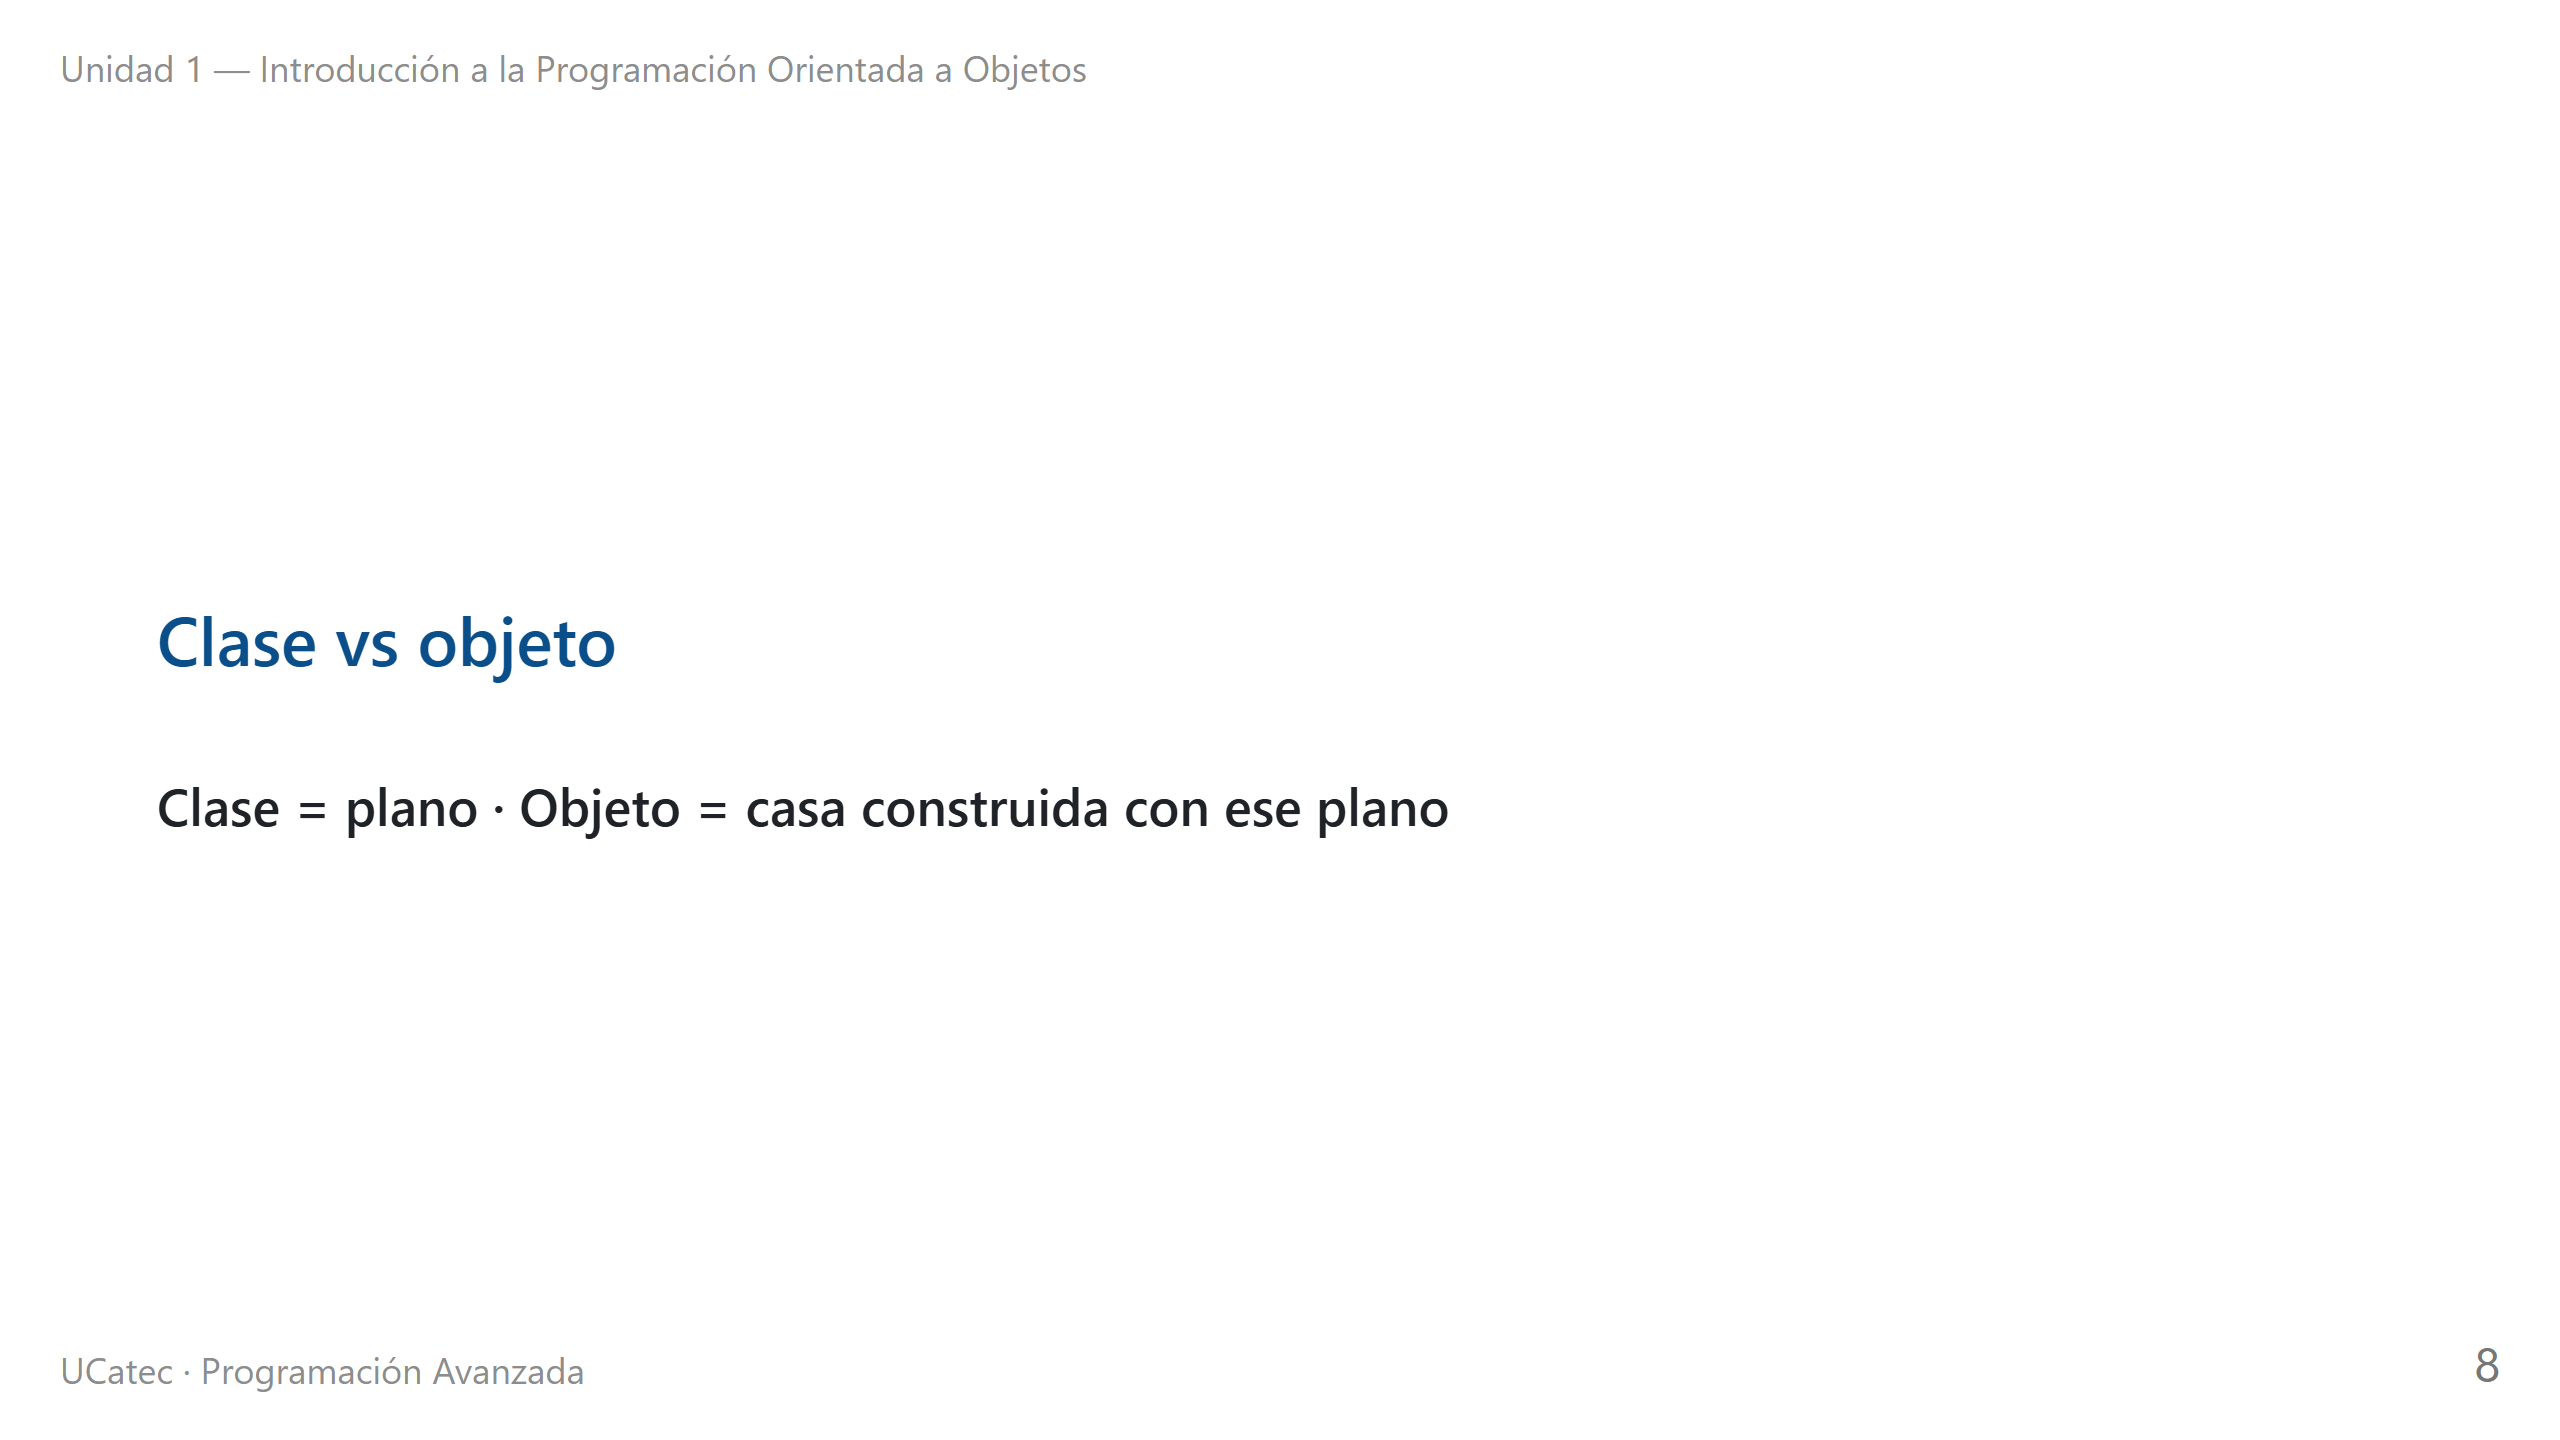 Unidad 1 — Introducción a la Programación Orientada a Objetos
Clase vs objeto
Clase = plano · Objeto = casa construida con ese plano
UCatec · Programación Avanzada
8